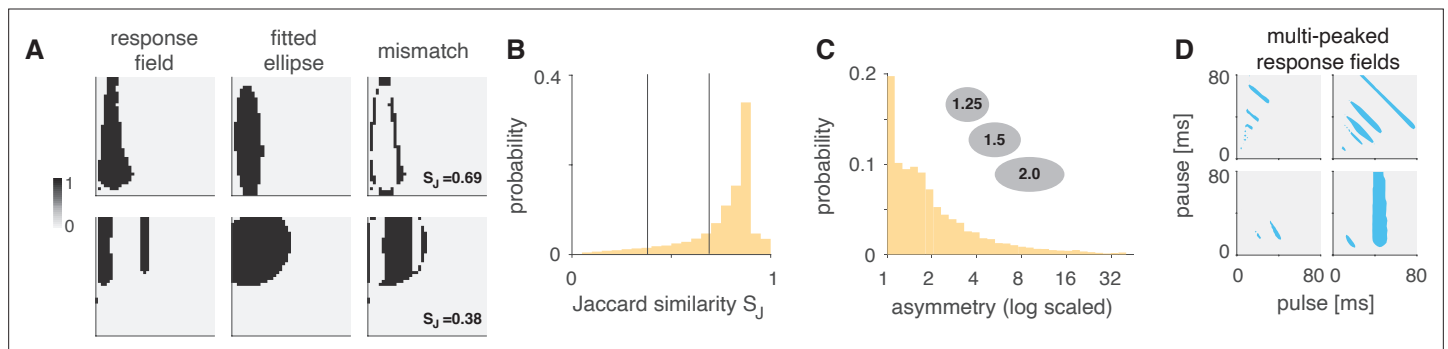 A
response
field
fitted
ellipse
mismatch
1
0
S_J=0.69
S_J=0.38
B
probability
0.4
0
0
1
Jaccard similarity S_J
C
probability
0.2
0.1
0
1.25
1.5
2.0
1
2
4
8
16
32
asymmetry (log scaled)
D
multi-peaked
response fields
pause [ms]
80
0
80
0
0
80
0
80
pulse [ms]